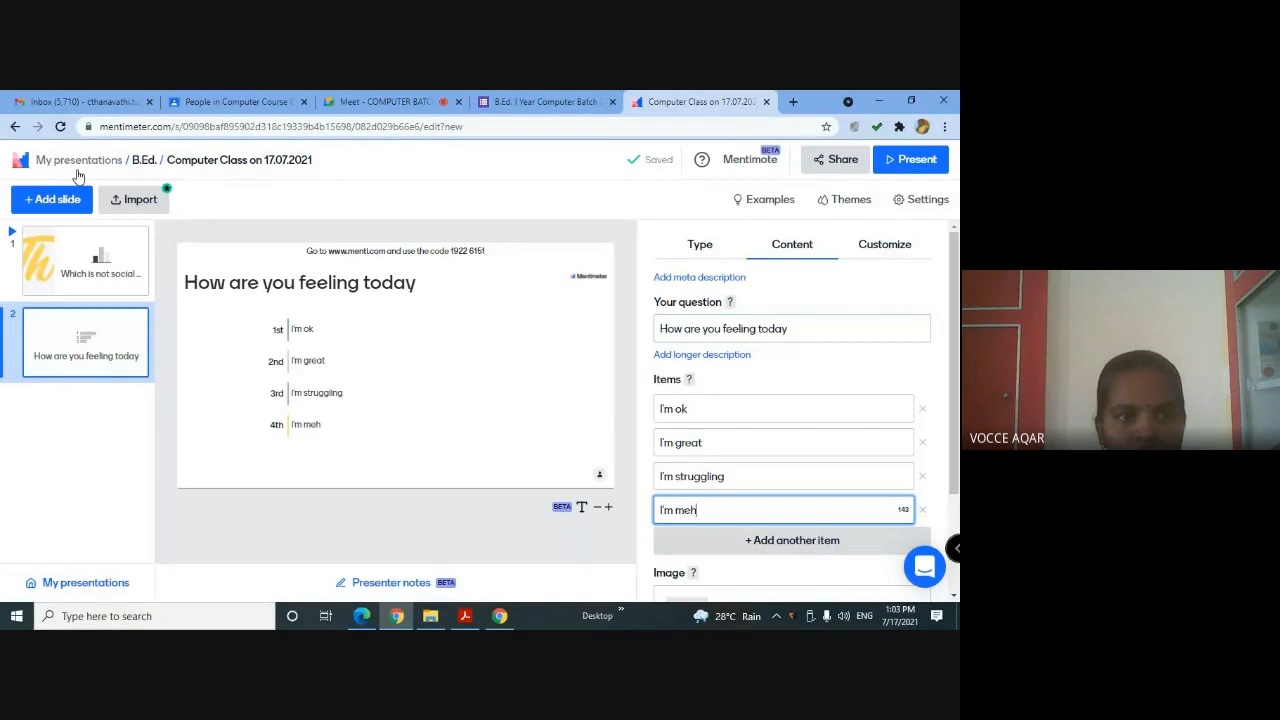 Inbox (5,710) - cthanavathi.t
People in Computer Course C
Meet - COMPUTER BATC
B.Ed. I Year Computer Batch
Computer Class on 17.07.202
mentimeter.com/s/09098baf895902d318c19339b4b15698/082d029b66e6/edit?new
My presentations / B.Ed. / Computer Class on 17.07.2021
Saved
?
Mentimote
BETA
Share
Present
+ Add slide
Import
Examples
Themes
Settings
1
Which is not social ...
2
How are you feeling today
Go to www.menti.com and use the code 1922 6151
How are you feeling today
Mentimeter
1st I'm ok
2nd I'm great
3rd I'm struggling
4th I'm meh
BETA T − +
Type
Content
Customize
Add meta description
Your question ?
How are you feeling today
Add longer description
Items ?
I'm ok
I'm great
I'm struggling
I'm meh
143
+ Add another item
Image ?
My presentations
Presenter notes BETA
Type here to search
Desktop
28°C Rain
ENG
1:03 PM
7/17/2021
VOCCE AQAR